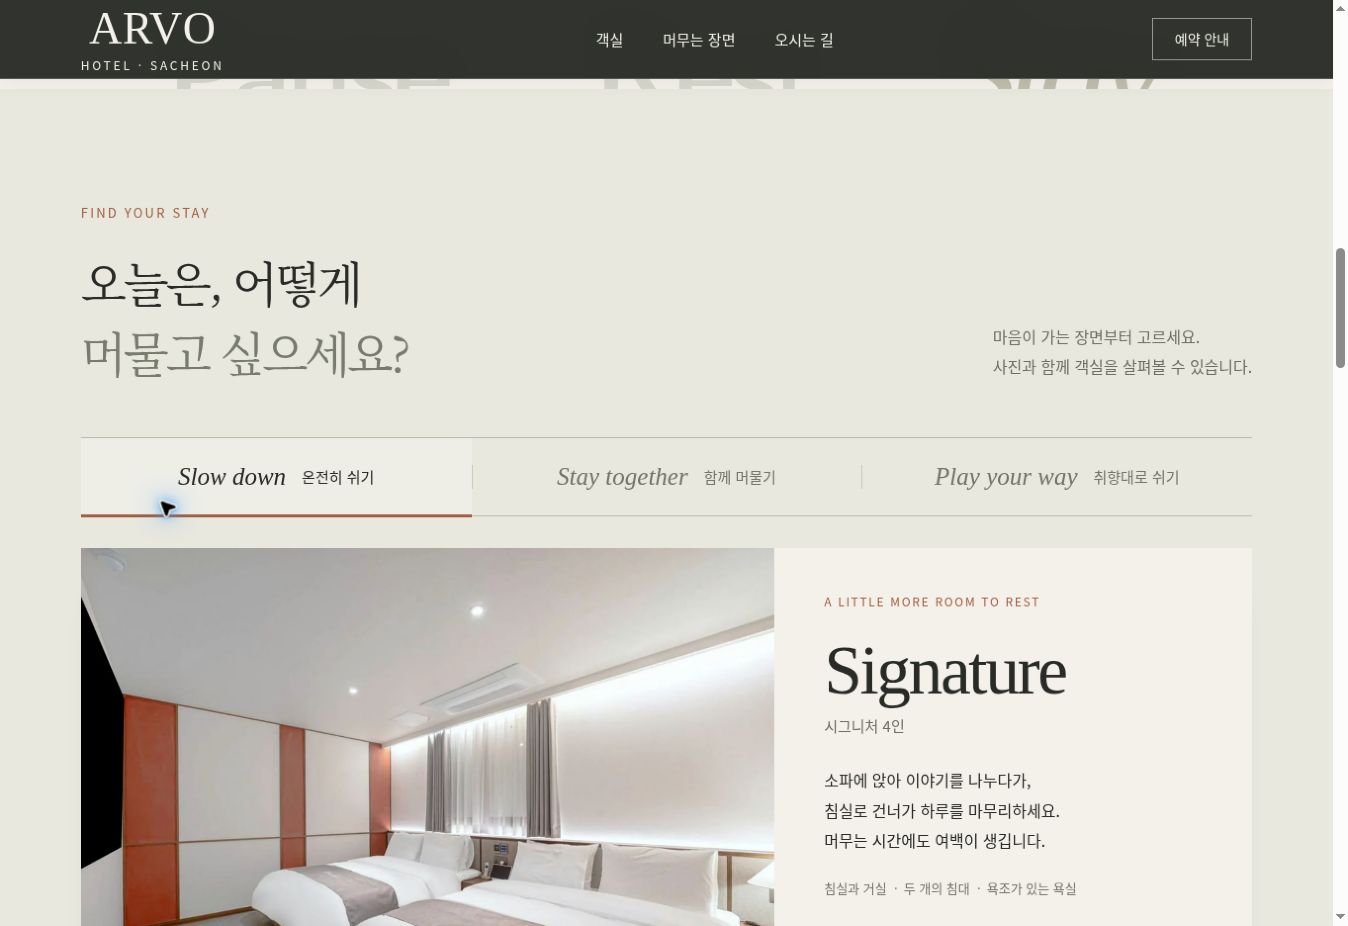 ARVO
HOTEL · SACHEON
객실
머무는 장면
오시는 길
예약 안내
FIND YOUR STAY
오늘은, 어떻게
머물고 싶으세요?
마음이 가는 장면부터 고르세요.
사진과 함께 객실을 살펴볼 수 있습니다.
Slow down 온전히 쉬기
Stay together 함께 머물기
Play your way 취향대로 쉬기
A LITTLE MORE ROOM TO REST
Signature
시그니처 4인
소파에 앉아 이야기를 나누다가,
침실로 건너가 하루를 마무리하세요.
머무는 시간에도 여백이 생깁니다.
침실과 거실 · 두 개의 침대 · 욕조가 있는 욕실